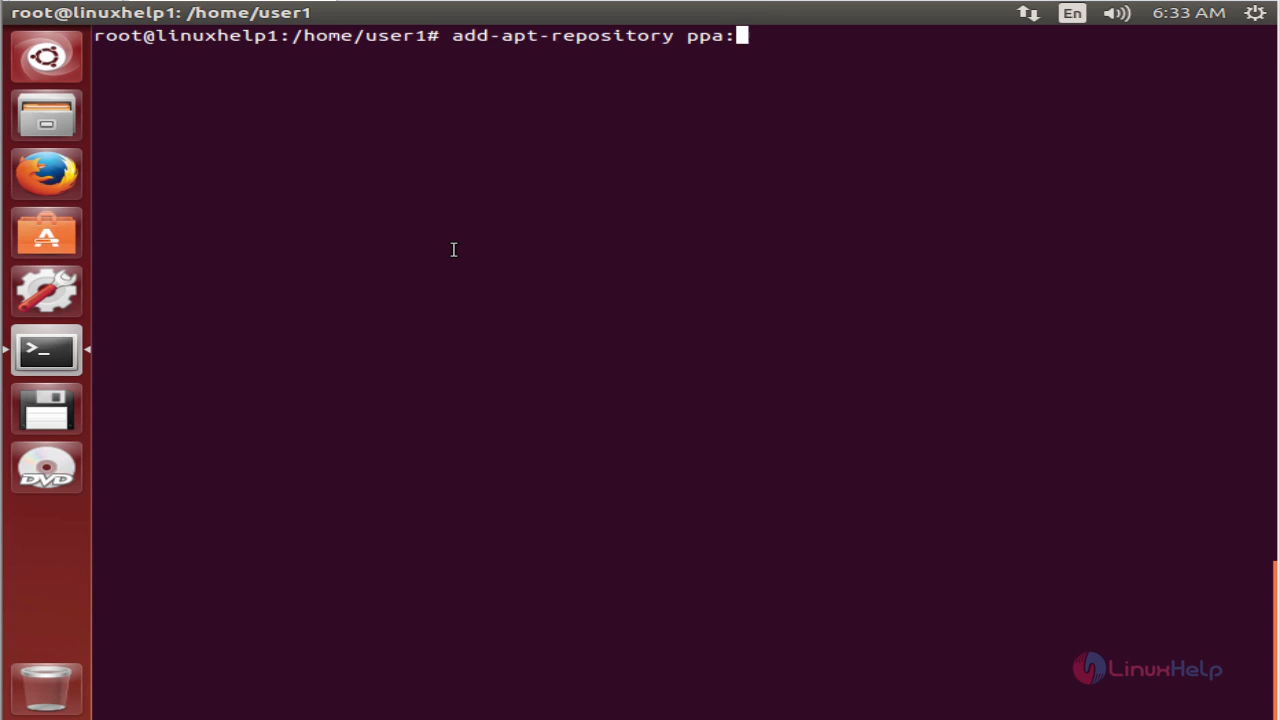 root@linuxhelp1: /home/user1
En
6:33 AM
root@linuxhelp1:/home/user1# add-apt-repository ppa:
>_
DVD
LinuxHelp